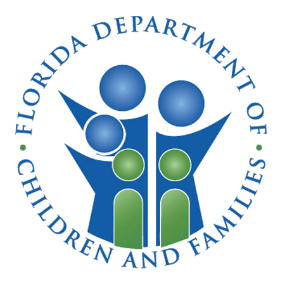 FLORIDA DEPARTMENT OF
• CHILDREN AND FAMILIES •